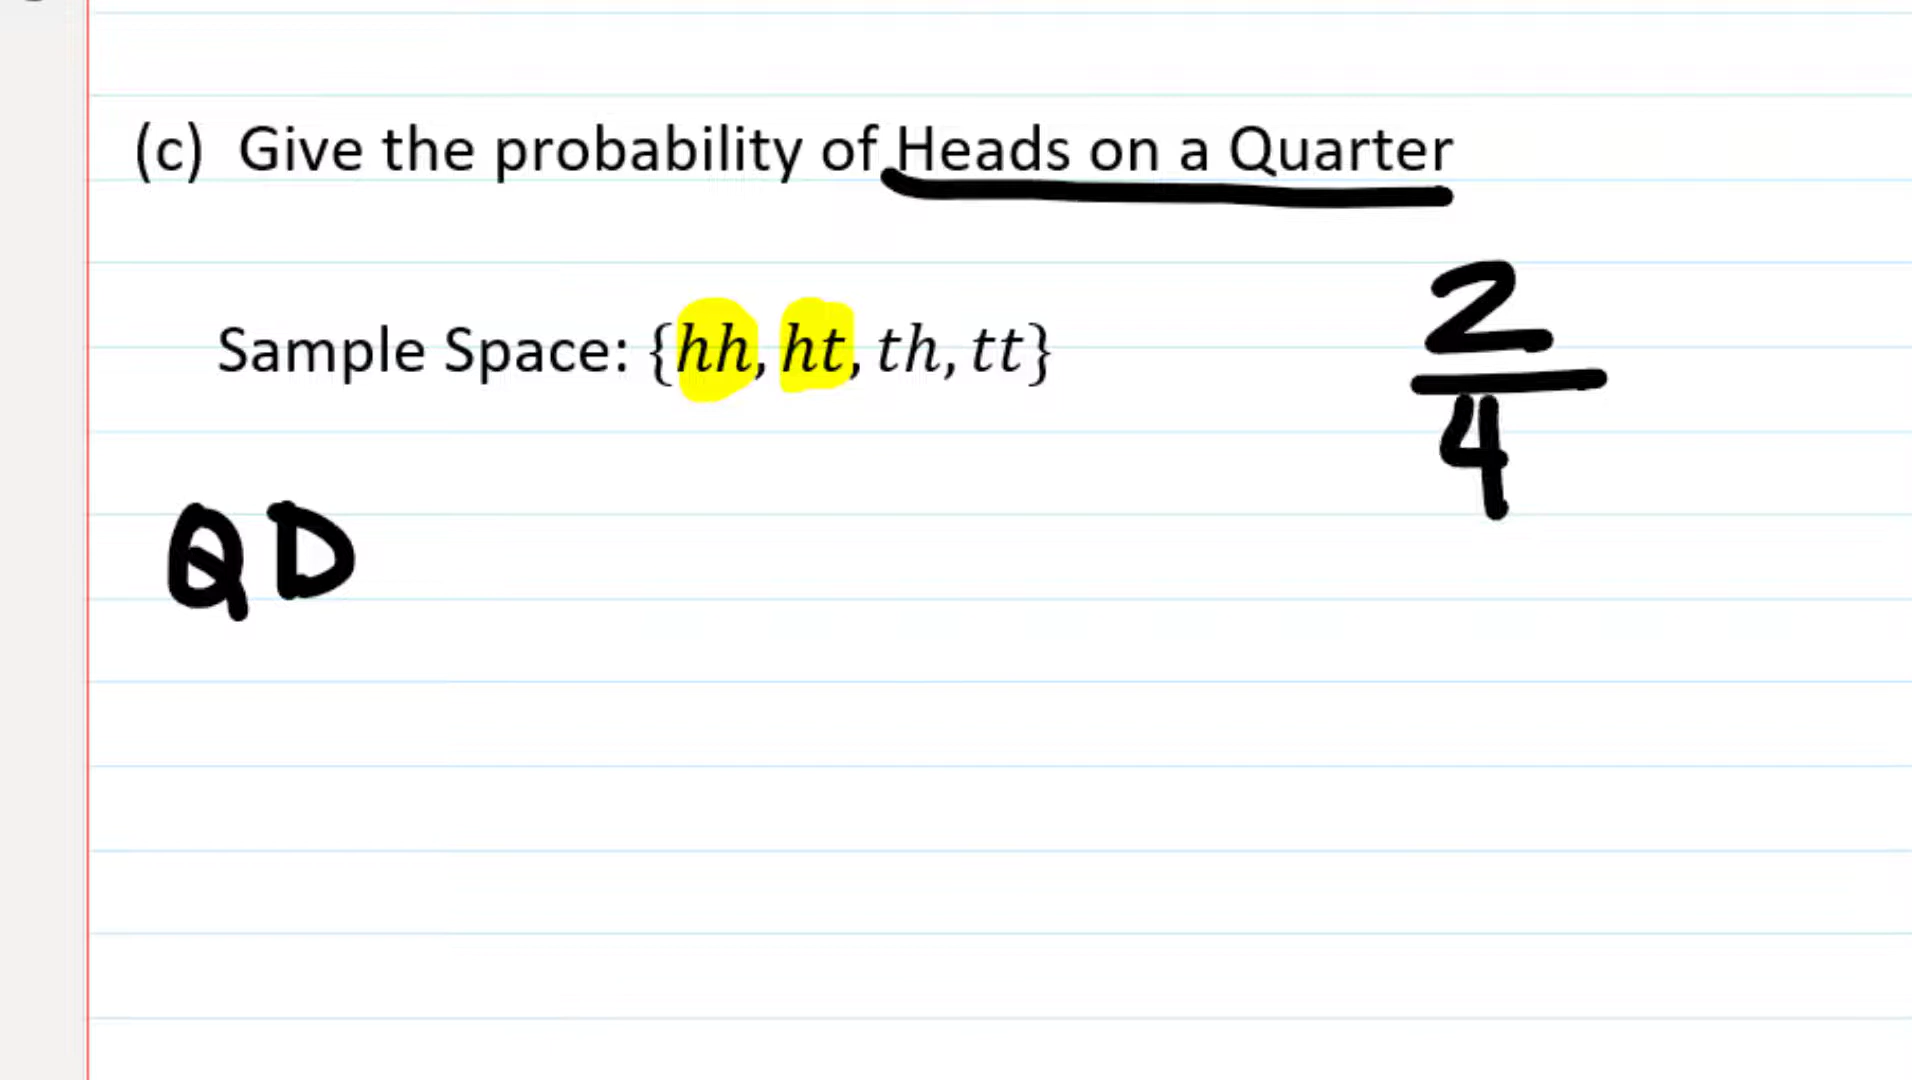 (c) Give the probability of Heads on a Quarter
Sample Space: {hh, ht, th, tt}
2
4
QD